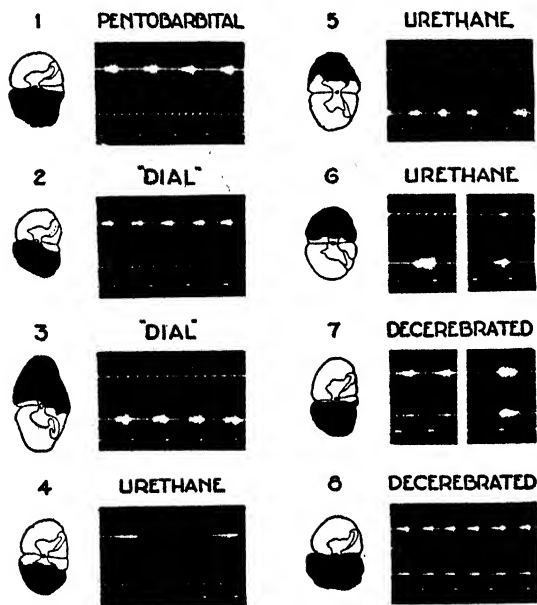 1 PENTOBARBITAL
2 "DIAL"
3 "DIAL"
4 URETHANE
5 URETHANE
6 URETHANE
7 DECEREBRATED
8 DECEREBRATED